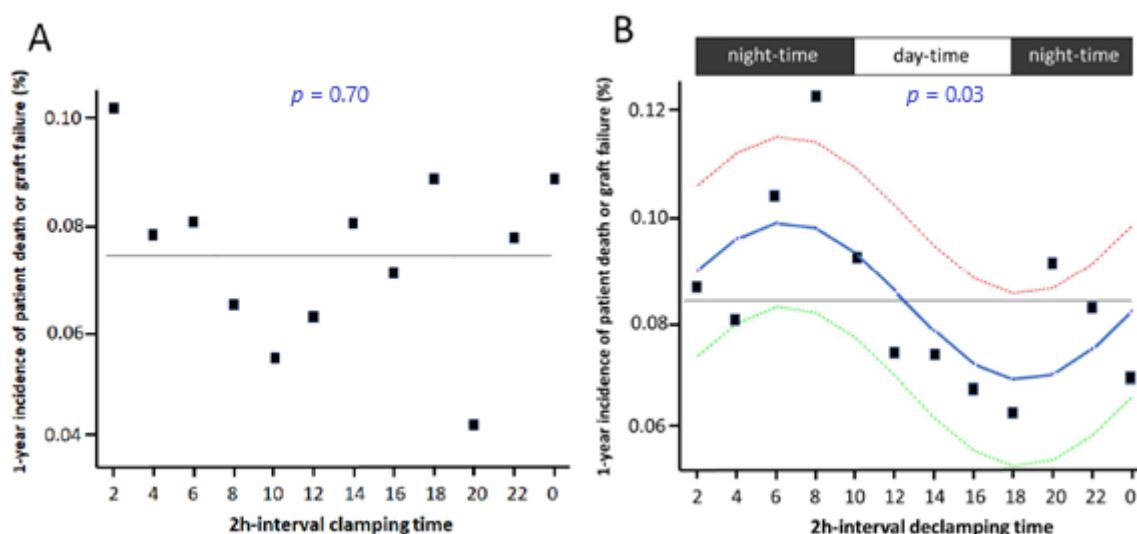 A
1-year incidence of patient death or graft failure (%)
p = 0.70
0.10
0.08
0.06
0.04
2 4 6 8 10 12 14 16 18 20 22 0
2h-interval clamping time
B
night-time day-time night-time
1-year incidence of patient death or graft failure (%)
p = 0.03
0.12
0.10
0.08
0.06
2 4 6 8 10 12 14 16 18 20 22 0
2h-interval declamping time